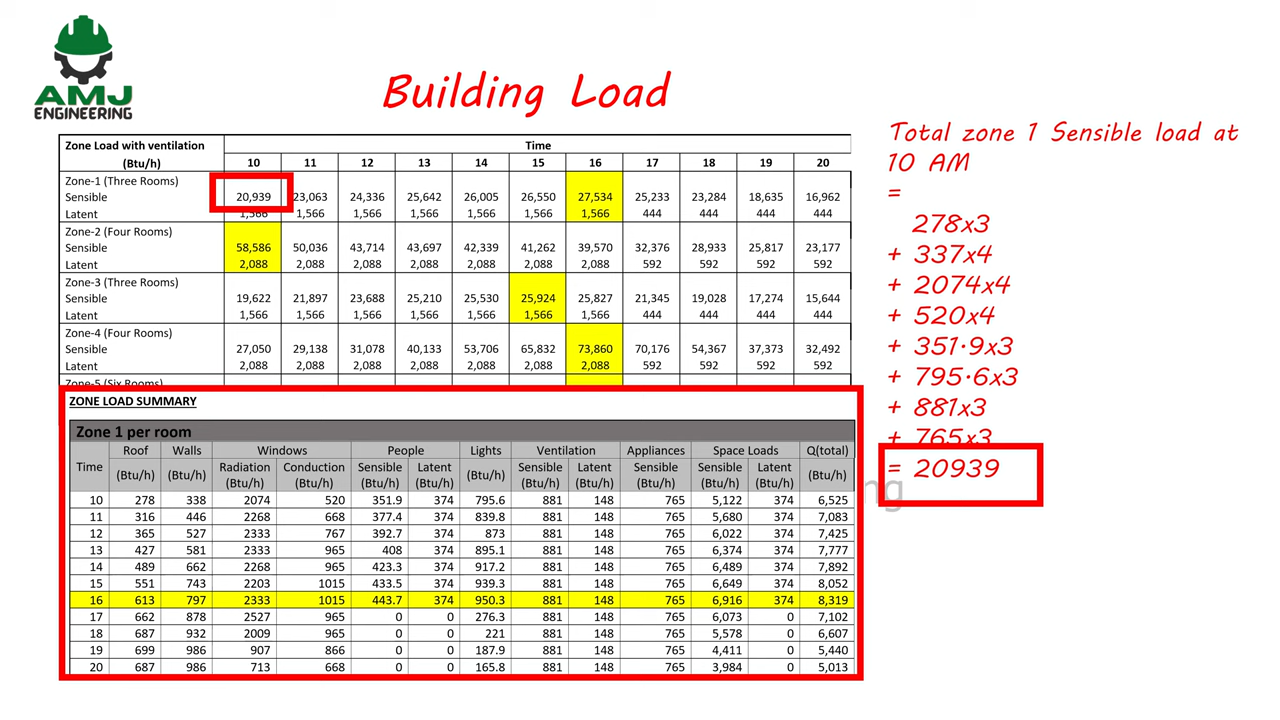 AMJ
ENGINEERING
Building Load
Zone Load with ventilation
(Btu/h)
Time
10 11 12 13 14 15 16 17 18 19 20
Zone-1 (Three Rooms)
Sensible 20,939 23,063 24,336 25,642 26,005 26,550 27,534 25,233 23,284 18,635 16,962
Latent 1,566 1,566 1,566 1,566 1,566 1,566 1,566 444 444 444 444
Zone-2 (Four Rooms)
Sensible 58,586 50,036 43,714 43,697 42,339 41,262 39,570 32,376 28,933 25,817 23,177
Latent 2,088 2,088 2,088 2,088 2,088 2,088 2,088 592 592 592 592
Zone-3 (Three Rooms)
Sensible 19,622 21,897 23,688 25,210 25,530 25,924 25,827 21,345 19,028 17,274 15,644
Latent 1,566 1,566 1,566 1,566 1,566 1,566 1,566 444 444 444 444
Zone-4 (Four Rooms)
Sensible 27,050 29,138 31,078 40,133 53,706 65,832 73,860 70,176 54,367 37,373 32,492
Latent 2,088 2,088 2,088 2,088 2,088 2,088 2,088 592 592 592 592
Zone-5 (Six Rooms)
ZONE LOAD SUMMARY
Zone 1 per room
Time Roof Walls Windows People Lights Ventilation Appliances Space Loads Q(total)
Radiation Conduction Sensible Latent Sensible Latent Sensible Sensible Latent
(Btu/h) (Btu/h) (Btu/h) (Btu/h) (Btu/h) (Btu/h) (Btu/h) (Btu/h) (Btu/h) (Btu/h) (Btu/h) (Btu/h) (Btu/h)
10 278 338 2074 520 351.9 374 795.6 881 148 765 5,122 374 6,525
11 316 446 2268 668 377.4 374 839.8 881 148 765 5,680 374 7,083
12 365 527 2333 767 392.7 374 873 881 148 765 6,022 374 7,425
13 427 581 2333 965 408 374 895.1 881 148 765 6,374 374 7,777
14 489 662 2268 965 423.3 374 917.2 881 148 765 6,489 374 7,892
15 551 743 2203 1015 433.5 374 939.3 881 148 765 6,649 374 8,052
16 613 797 2333 1015 443.7 374 950.3 881 148 765 6,916 374 8,319
17 662 878 2527 965 0 0 276.3 881 148 765 6,073 0 7,102
18 687 932 2009 965 0 0 221 881 148 765 5,578 0 6,607
19 699 986 907 866 0 0 187.9 881 148 765 4,411 0 5,440
20 687 986 713 668 0 0 165.8 881 148 765 3,984 0 5,013
Total zone 1 Sensible load at
10 AM
=
278x3
+ 337x4
+ 2074x4
+ 520x4
+ 351·9x3
+ 795·6x3
+ 881x3
+ 765x3
= 20939